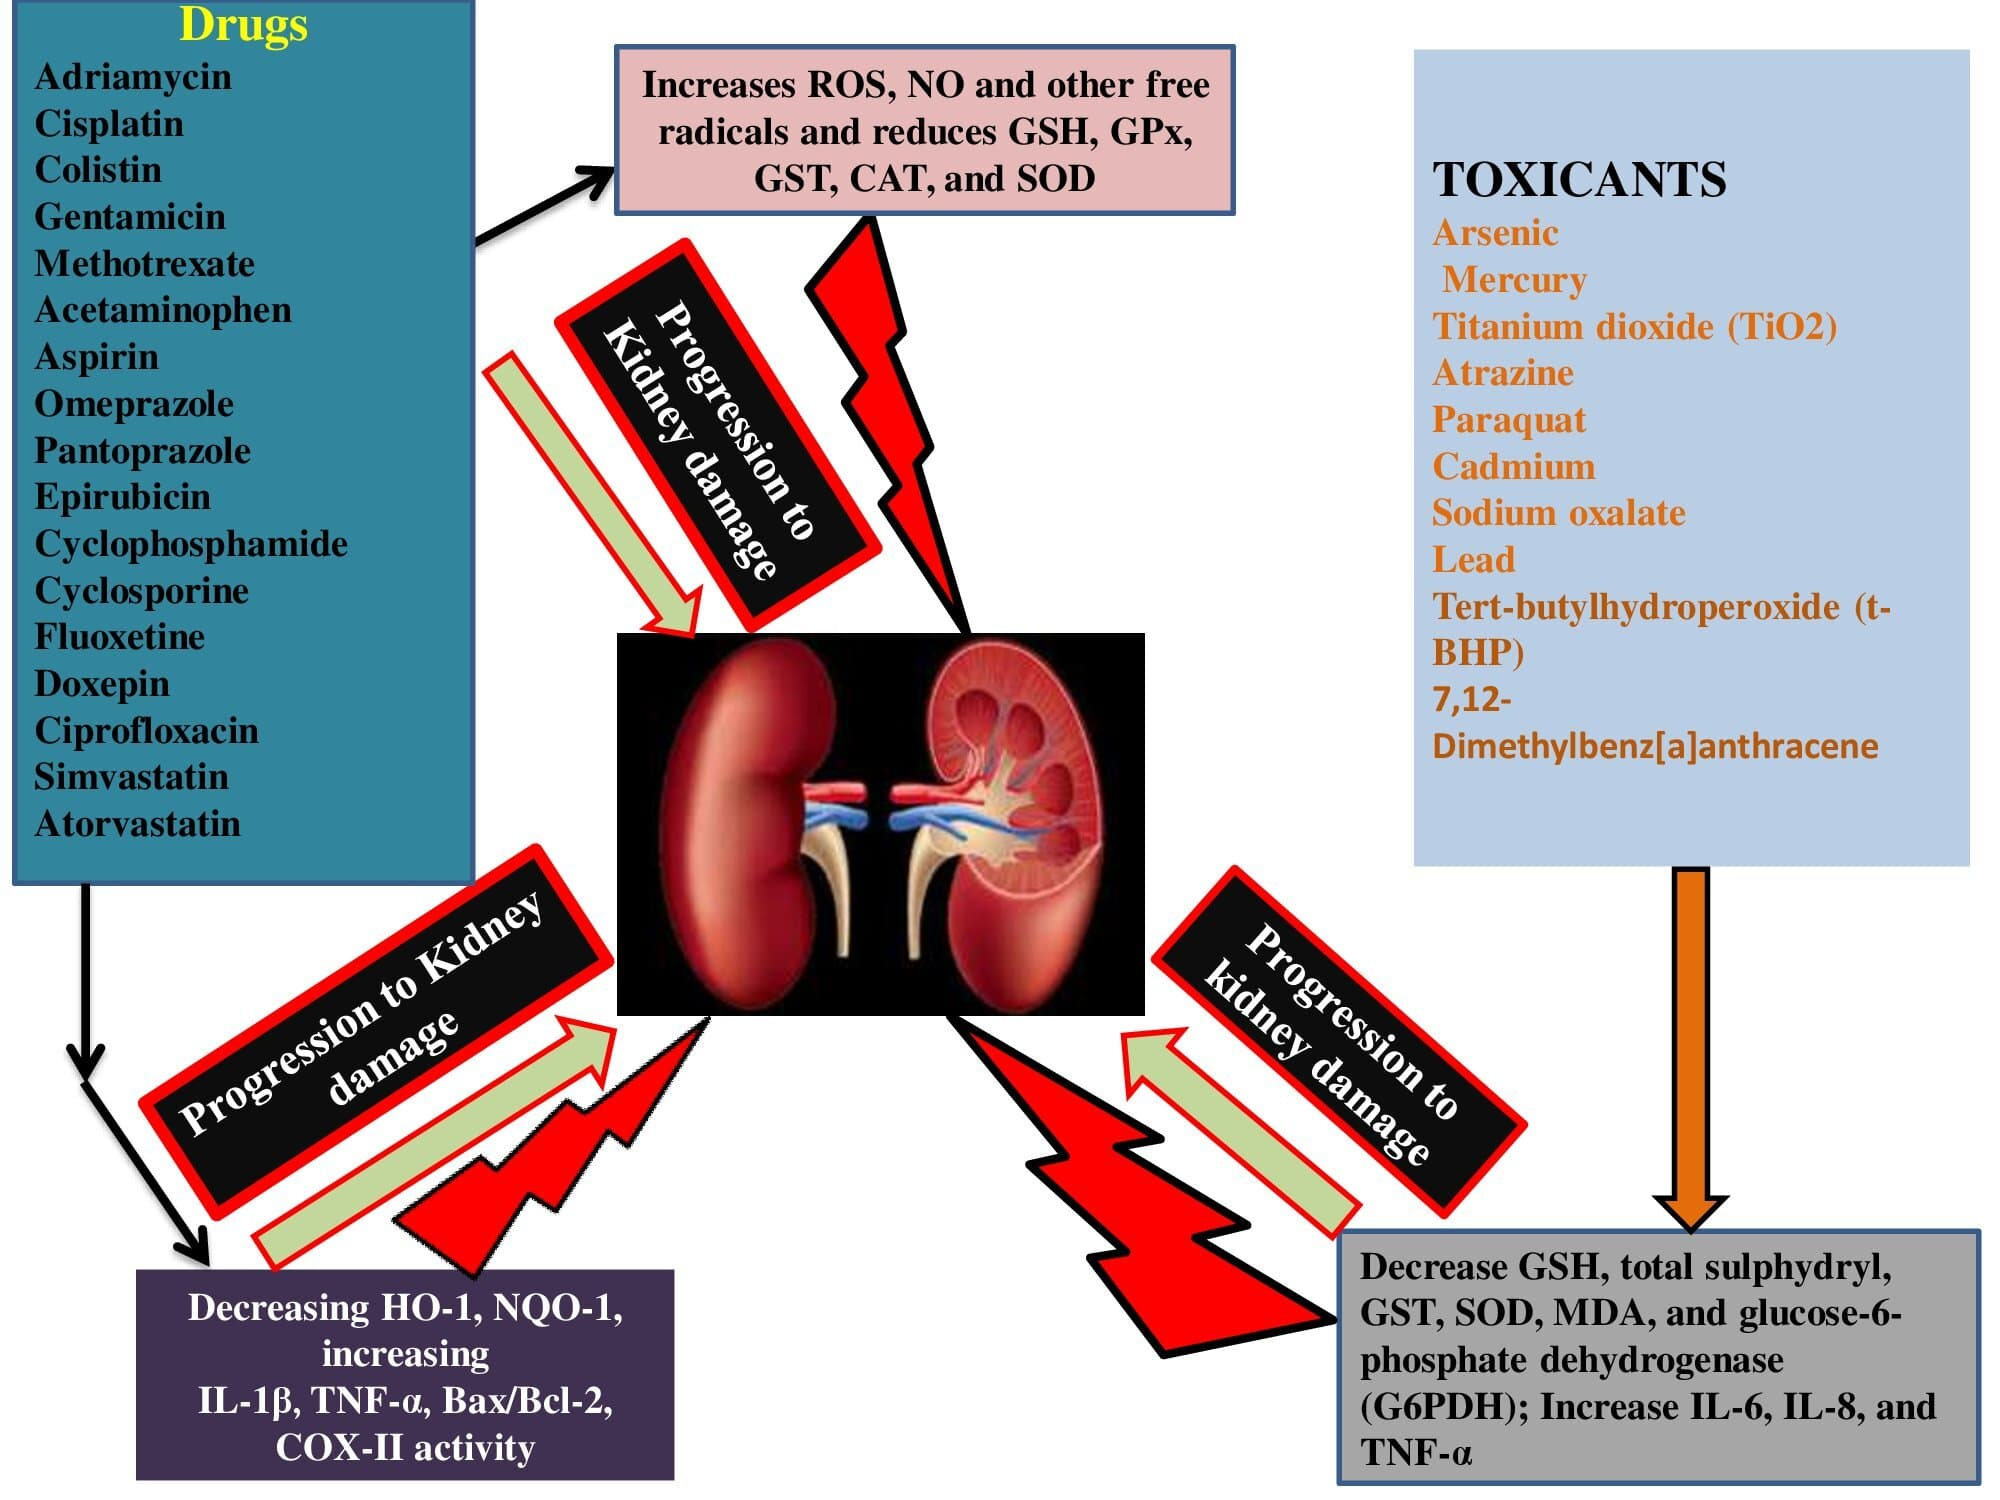 Drugs
Adriamycin
Cisplatin
Colistin
Gentamicin
Methotrexate
Acetaminophen
Aspirin
Omeprazole
Pantoprazole
Epirubicin
Cyclophosphamide
Cyclosporine
Fluoxetine
Doxepin
Ciprofloxacin
Simvastatin
Atorvastatin
Increases ROS, NO and other free
radicals and reduces GSH, GPx,
GST, CAT, and SOD
TOXICANTS
Arsenic
Mercury
Titanium dioxide (TiO2)
Atrazine
Paraquat
Cadmium
Sodium oxalate
Lead
Tert-butylhydroperoxide (t-
BHP)
7,12-
Dimethylbenz[a]anthracene
Progression to
Kidney damage
Progression to Kidney
damage
Progression to
kidney damage
Decreasing HO-1, NQO-1,
increasing
IL-1β, TNF-α, Bax/Bcl-2,
COX-II activity
Decrease GSH, total sulphydryl,
GST, SOD, MDA, and glucose-6-
phosphate dehydrogenase
(G6PDH); Increase IL-6, IL-8, and
TNF-α